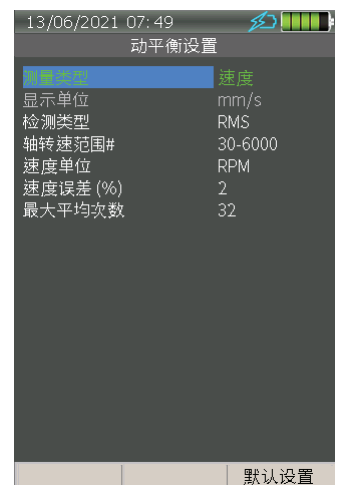 13/06/2021 07:49
动平衡设置
测量类型 速度
显示单位 mm/s
检测类型 RMS
轴转速范围# 30-6000
速度单位 RPM
速度误差(%) 2
最大平均次数 32
默认设置